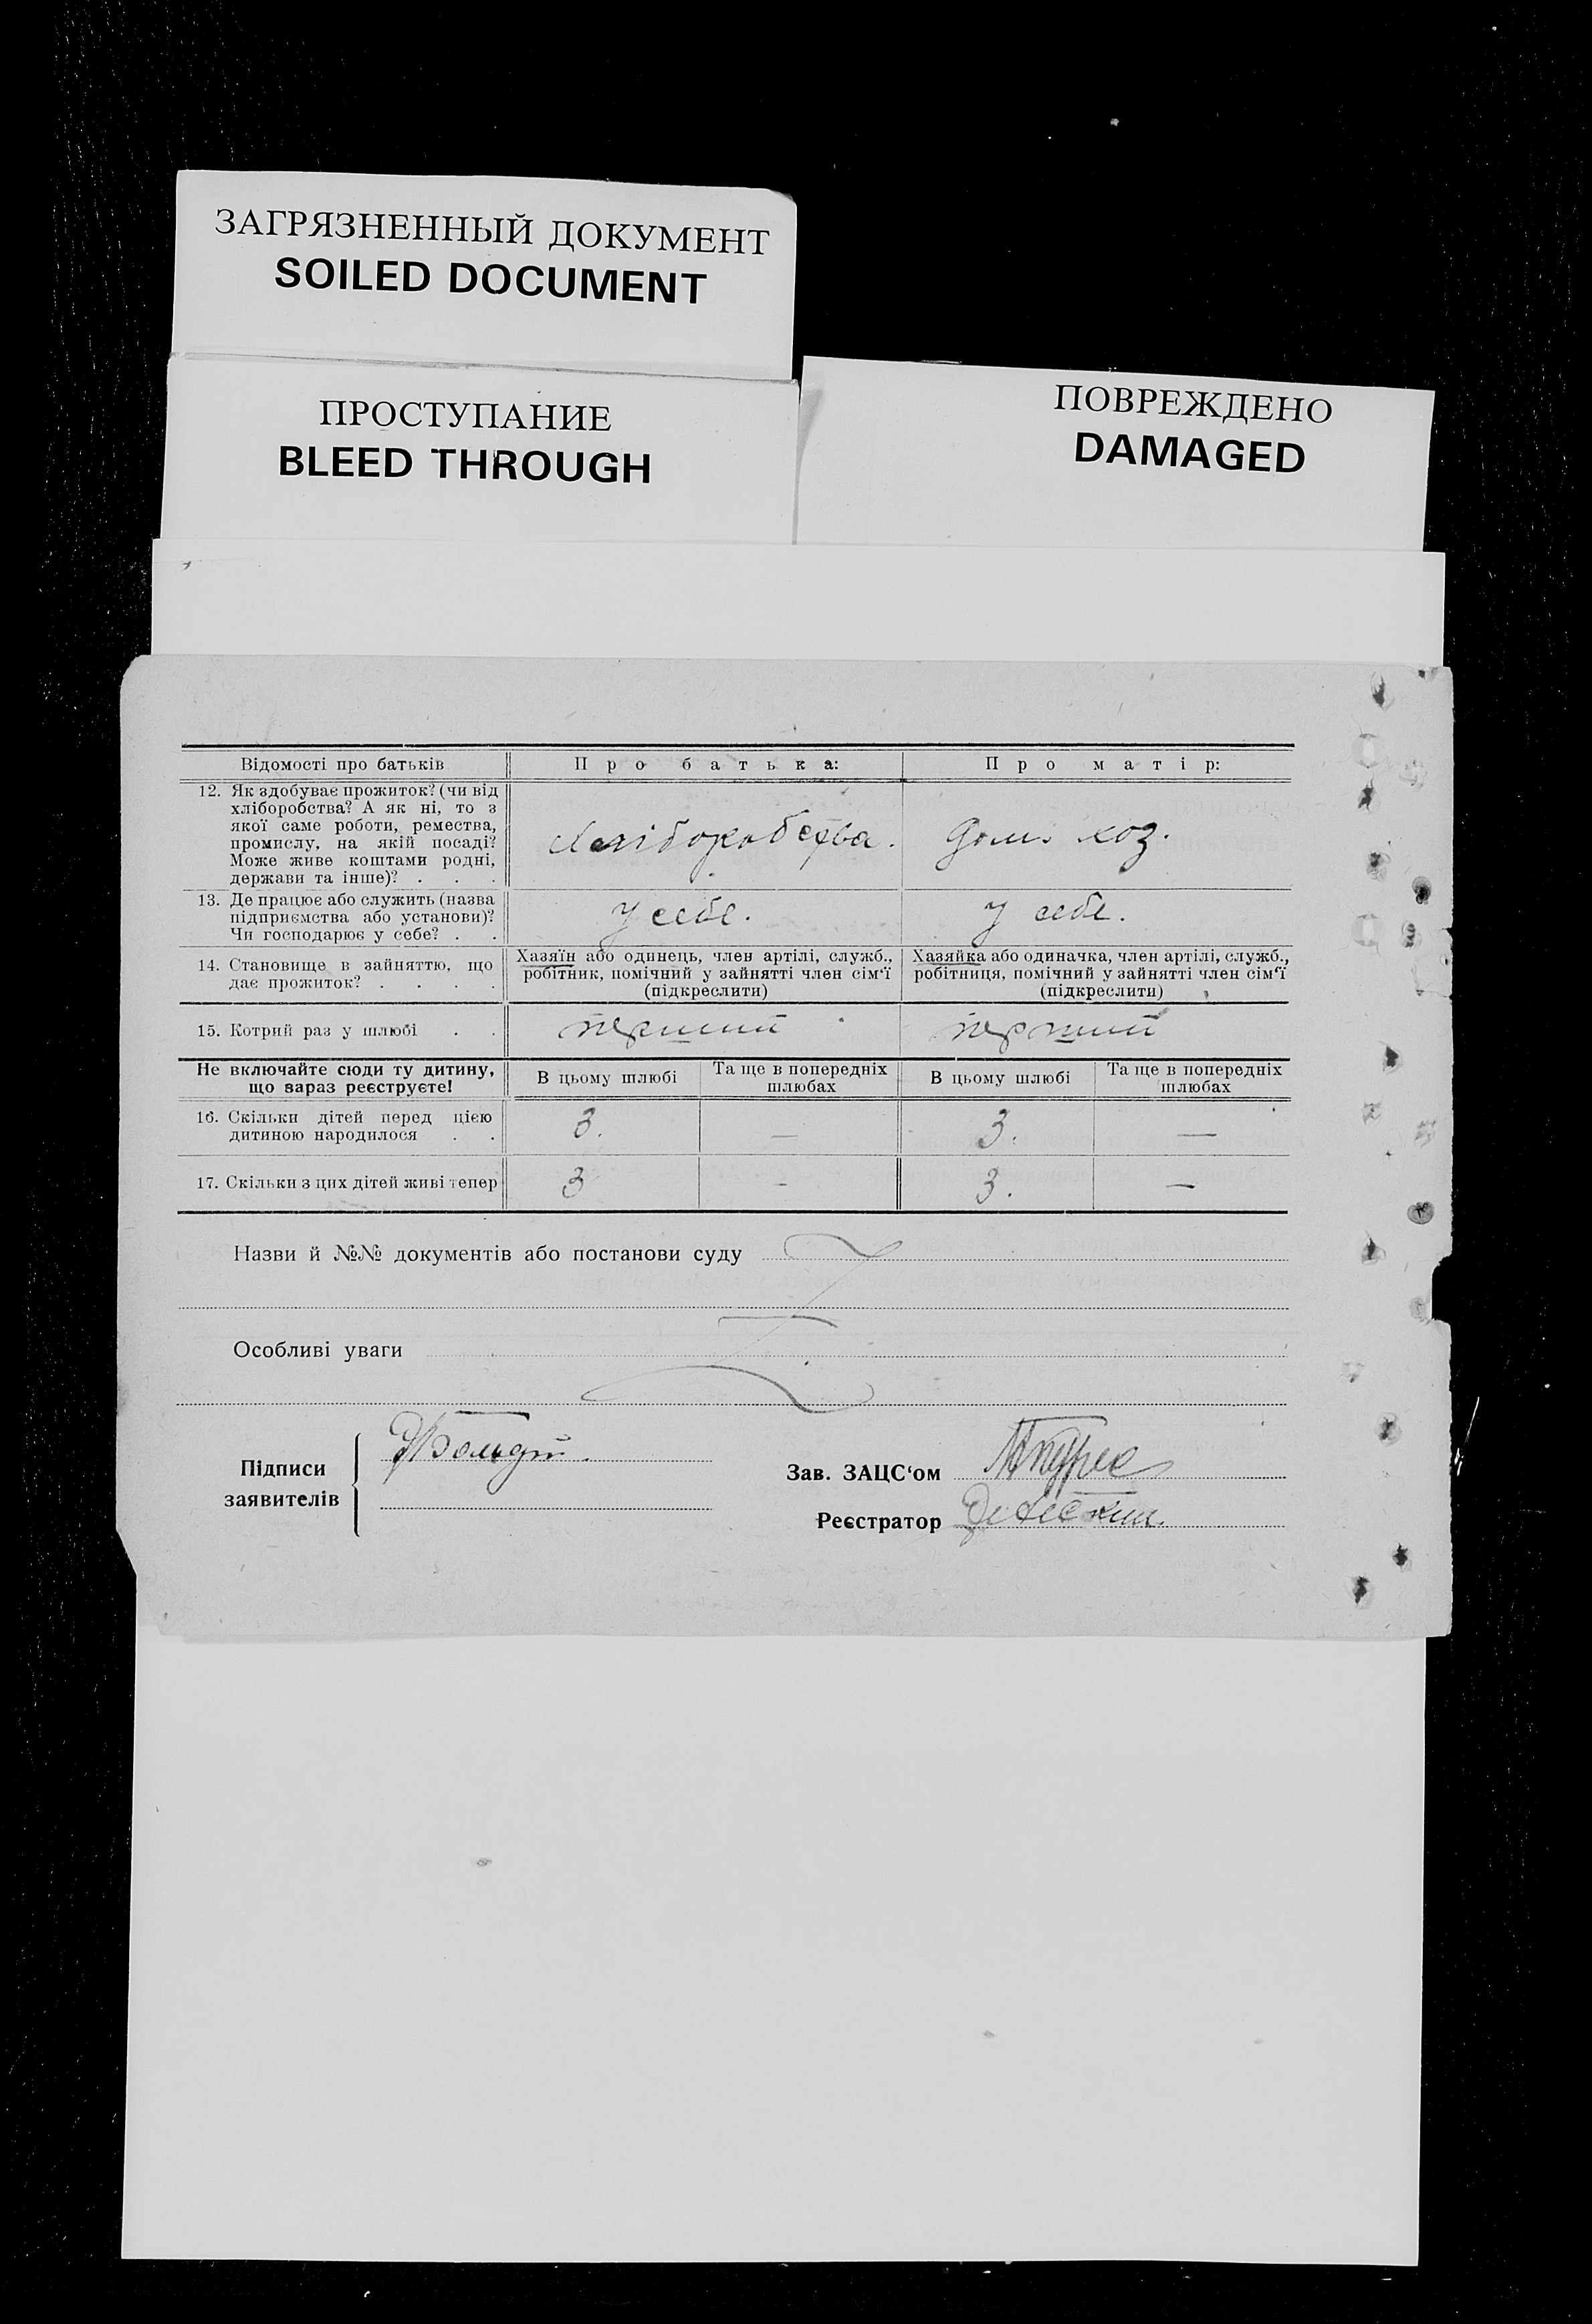 ЗАГРЯЗНЕННЫЙ ДОКУМЕНТ
SOILED DOCUMENT
ПРОСТУПАНИЕ
BLEED THROUGH
ПОВРЕЖДЕНО
DAMAGED
Відомості про батьків Про батька: Про матір:
12. Як здобуває прожиток? (чи від
хліборобства? А як ні, то з
якої саме роботи, ремества,
промислу, на якій посаді?
Може живе коштами родні,
держави та інше)? . . .
Хліборобства. Дом. хоз.
13. Де працює або служить (назва
підприємства або установи)?
Чи господарює у себе? . .
у себе. у себе.
14. Становище в зайняттю, що
дає прожиток? . . . .
Хазяїн або одинець, член артілі, служб.,
робітник, помічний у зайнятті член сім'ї
(підкреслити)
Хазяйка або одиначка, член артілі, служб.,
робітниця, помічний у зайнятті член сім'ї
(підкреслити)
15. Котрий раз у шлюбі . . перший перший
Не включайте сюди ту дитину,
що вараз реєструєте!
В цьому шлюбі Та ще в попередніх
шлюбах
В цьому шлюбі Та ще в попередніх
шлюбах
16. Скільки дітей перед цією
дитиною народилося . .
3. — 3. —
17. Скільки з цих дітей живі тепер 3 - 3. —
Назви й №№ документів або постанови суду
Особливі уваги
Підписи
заявителів
Зав. ЗАЦС'ом
Реєстратор